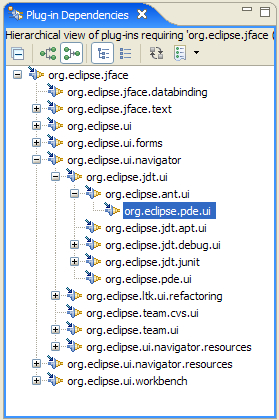 Plug-in Dependencies
Hierarchical view of plug-ins requiring 'org.eclipse.jface (
org.eclipse.jface
org.eclipse.jface.databinding
org.eclipse.jface.text
org.eclipse.ui
org.eclipse.ui.forms
org.eclipse.ui.navigator
org.eclipse.jdt.ui
org.eclipse.ant.ui
org.eclipse.pde.ui
org.eclipse.jdt.apt.ui
org.eclipse.jdt.debug.ui
org.eclipse.jdt.junit
org.eclipse.pde.ui
org.eclipse.ltk.ui.refactoring
org.eclipse.team.cvs.ui
org.eclipse.team.ui
org.eclipse.ui.navigator.resources
org.eclipse.ui.navigator.resources
org.eclipse.ui.workbench